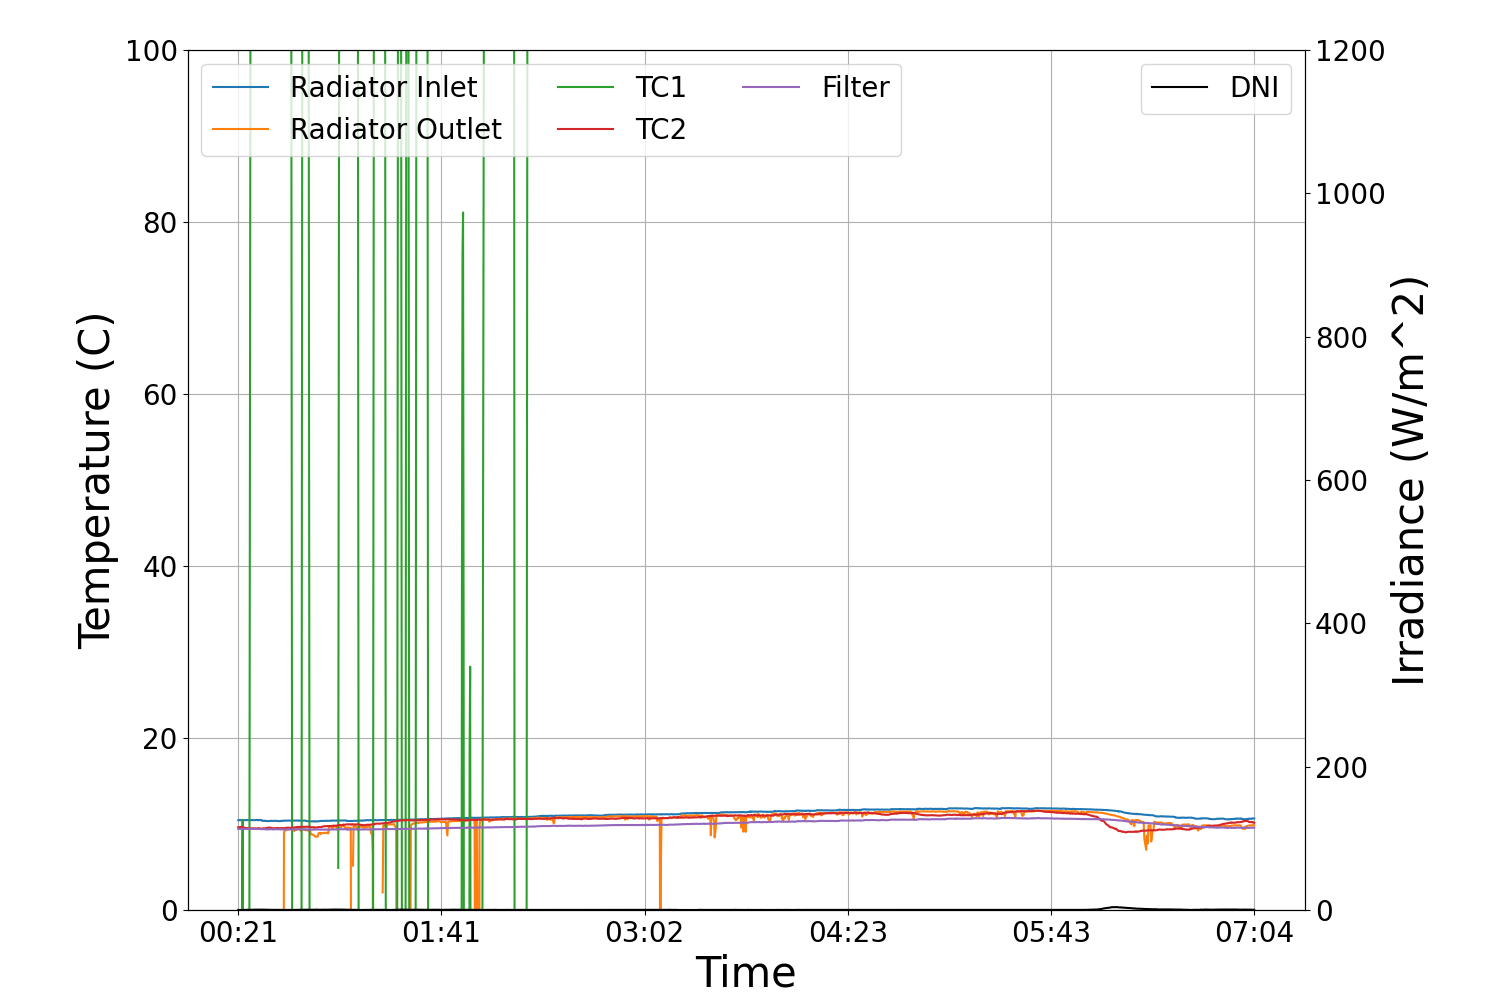 Radiator Inlet
Radiator Outlet
TC1
TC2
Filter
DNI
Temperature (C)
100
80
60
40
20
0
Irradiance (W/m^2)
1200
1000
800
600
400
200
0
00:21 01:41 03:02 04:23 05:43 07:04
Time